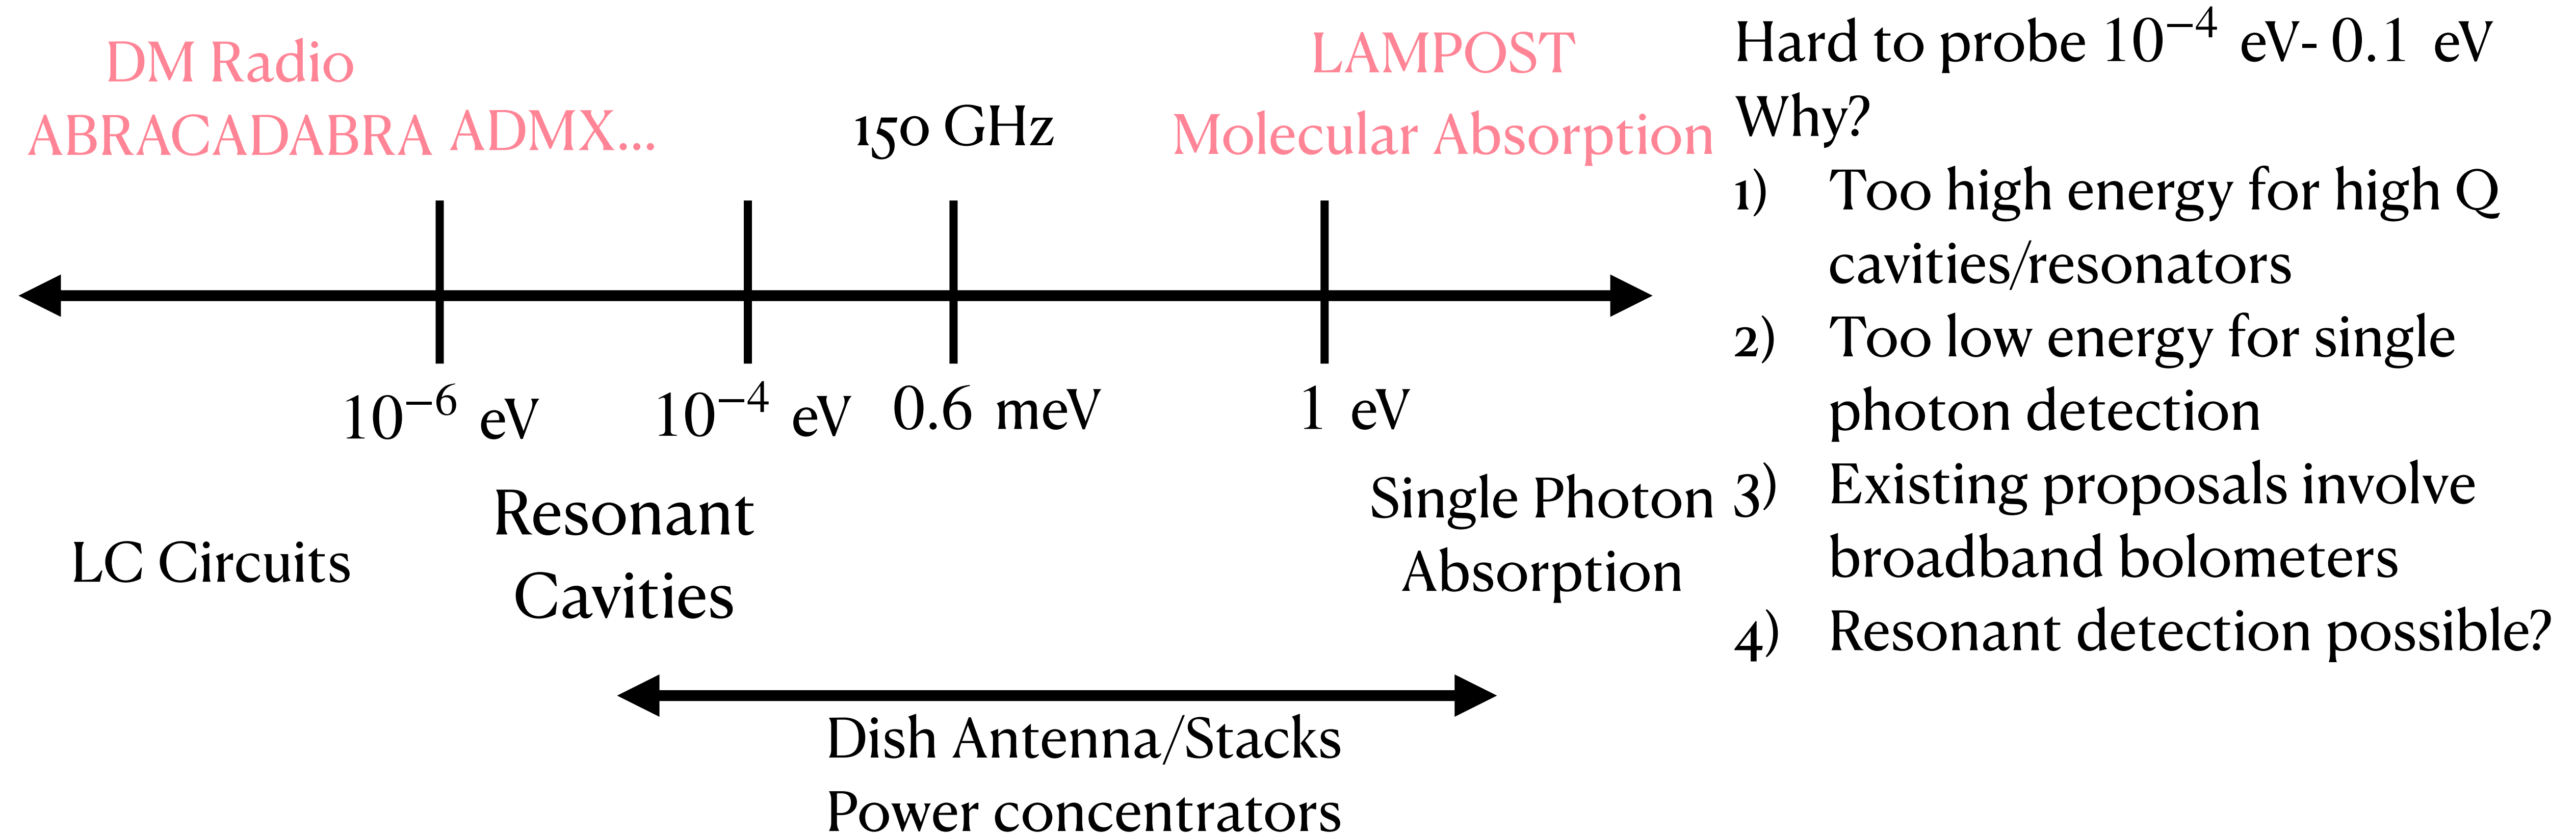 DM Radio
ABRACADABRA
ADMX...
150 GHz
LAMPOST
Molecular Absorption
10⁻⁶ eV
10⁻⁴ eV
0.6 meV
1 eV
LC Circuits
Resonant
Cavities
Single Photon
Absorption
Dish Antenna/Stacks
Power concentrators
Hard to probe 10⁻⁴ eV- 0.1 eV
Why?
1) Too high energy for high Q
cavities/resonators
2) Too low energy for single
photon detection
3) Existing proposals involve
broadband bolometers
4) Resonant detection possible?